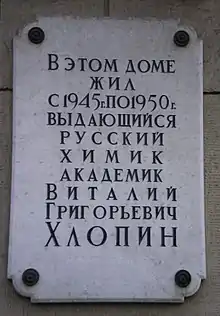 В ЭТОМ ДОМЕ
ЖИЛ
С 1945г. ПО 1950г.
ВЫДАЮЩИЙСЯ
РУССКИЙ
ХИМИК
АКАДЕМИК
ВИТАЛИЙ
ГРИГОРЬЕВИЧ
ХЛОПИН